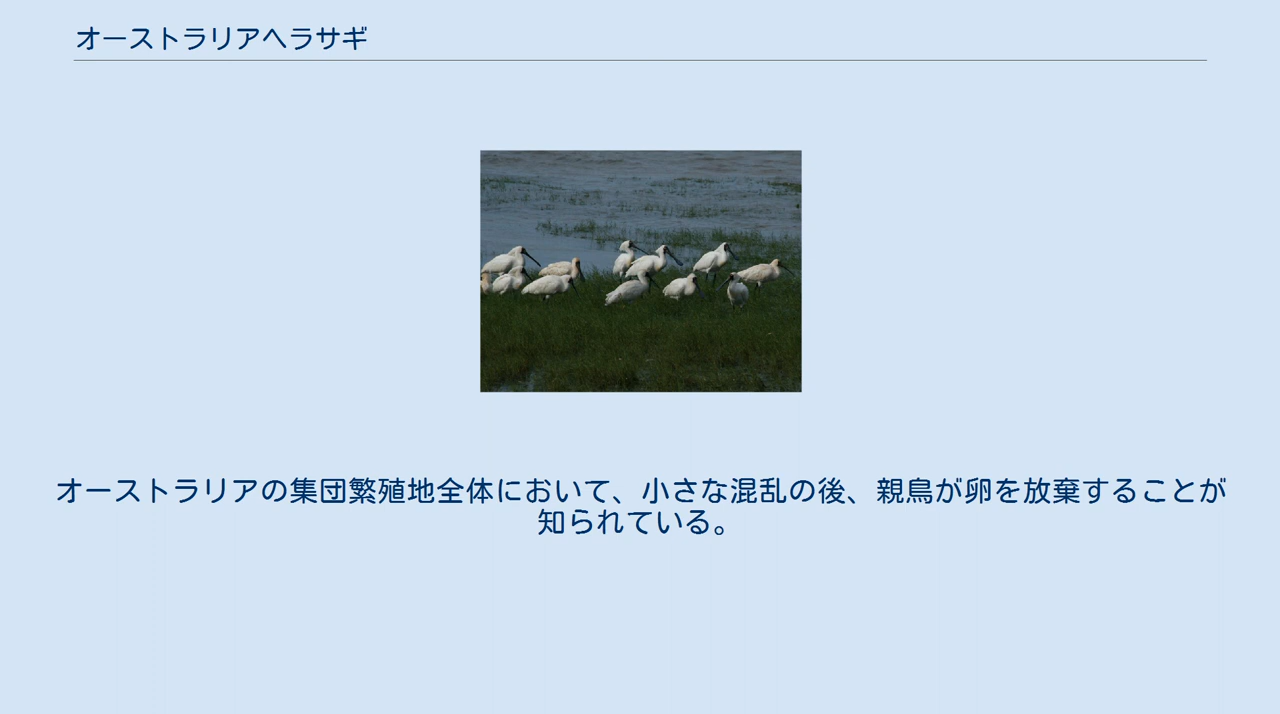 オーストラリアヘラサギ
オーストラリアの集団繁殖地全体において、小さな混乱の後、親鳥が卵を放棄することが
知られている。